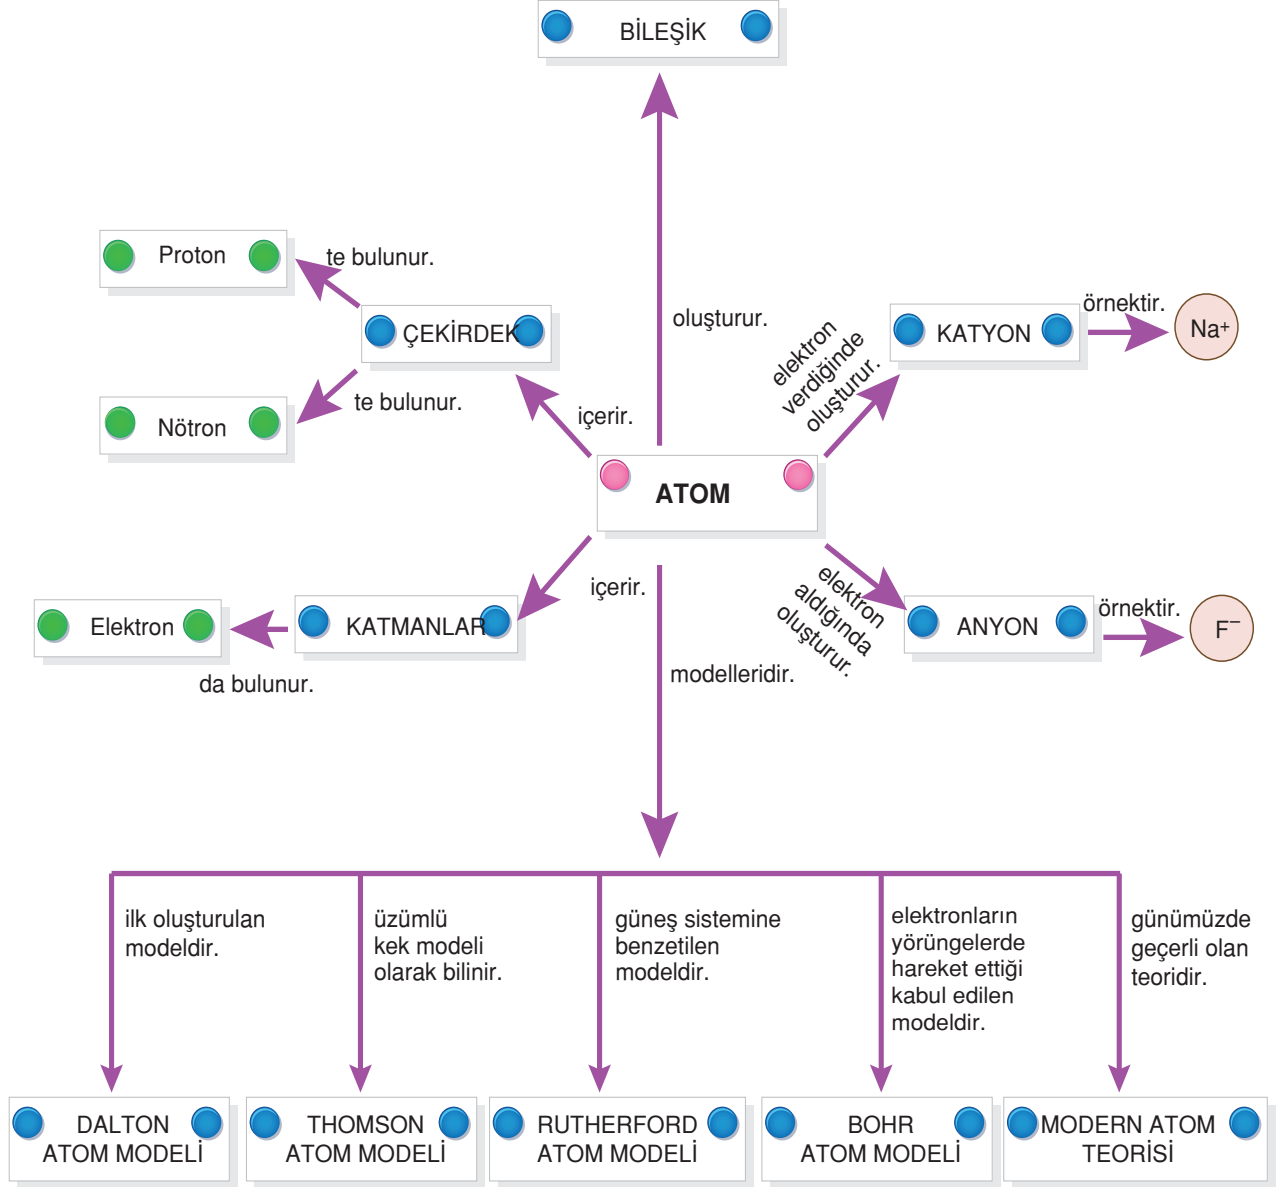 BİLEŞİK
Proton
te bulunur.
ÇEKİRDEK
oluşturur.
elektron
verdiğinde
oluşturur.
KATYON
örnektir.
Na+
Nötron
te bulunur.
içerir.
ATOM
içerir.
Elektron
KATMANLAR
da bulunur.
modelleridir.
elektron
aldığında
oluşturur.
ANYON
örnektir.
F−
ilk oluşturulan
modeldir.
üzümlü
kek modeli
olarak bilinir.
güneş sistemine
benzetilen
modeldir.
elektronların
yörüngelerde
hareket ettiği
kabul edilen
modeldir.
günümüzde
geçerli olan
teoridir.
DALTON
ATOM MODELİ
THOMSON
ATOM MODELİ
RUTHERFORD
ATOM MODELİ
BOHR
ATOM MODELİ
MODERN ATOM
TEORİSİ